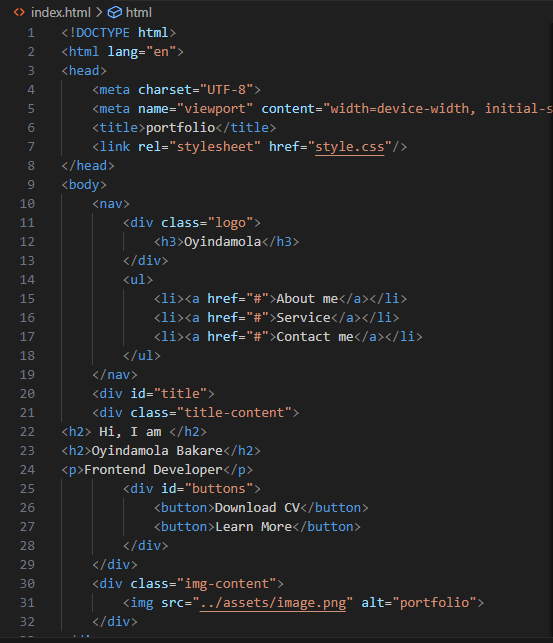 index.html > html
1 <!DOCTYPE html>
2 <html lang="en">
3 <head>
4 <meta charset="UTF-8">
5 <meta name="viewport" content="width=device-width, initial-s
6 <title>portfolio</title>
7 <link rel="stylesheet" href="style.css"/>
8 </head>
9 <body>
10 <nav>
11 <div class="logo">
12 <h3>Oyindamola</h3>
13 </div>
14 <ul>
15 <li><a href="#">About me</a></li>
16 <li><a href="#">Service</a></li>
17 <li><a href="#">Contact me</a></li>
18 </ul>
19 </nav>
20 <div id="title">
21 <div class="title-content">
22 <h2> Hi, I am </h2>
23 <h2>Oyindamola Bakare</h2>
24 <p>Frontend Developer</p>
25 <div id="buttons">
26 <button>Download CV</button>
27 <button>Learn More</button>
28 </div>
29 </div>
30 <div class="img-content">
31 <img src="../assets/image.png" alt="portfolio">
32 </div>